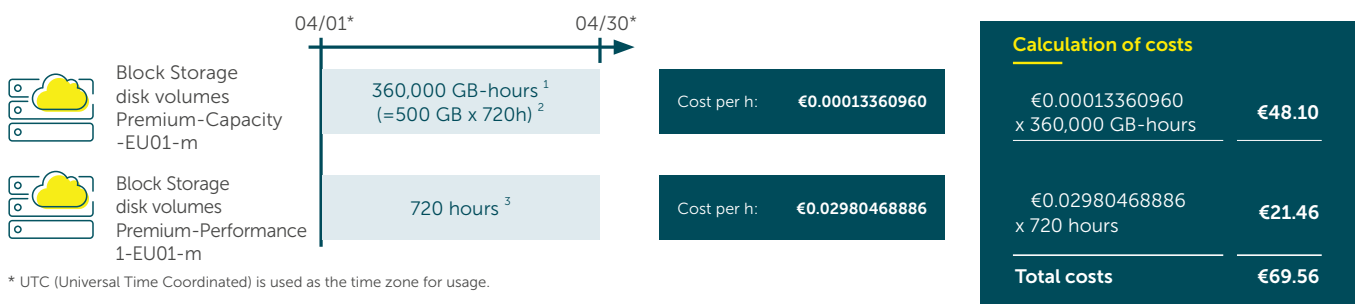 04/01*
04/30*
Block Storage
disk volumes
Premium-Capacity
-EU01-m
360,000 GB-hours 1
(=500 GB x 720h) 2
Cost per h: €0.00013360960
Block Storage
disk volumes
Premium-Performance
1-EU01-m
720 hours 3
Cost per h: €0.02980468886
* UTC (Universal Time Coordinated) is used as the time zone for usage.
Calculation of costs
€0.00013360960
x 360,000 GB-hours
€48.10
€0.02980468886
x 720 hours
€21.46
Total costs €69.56